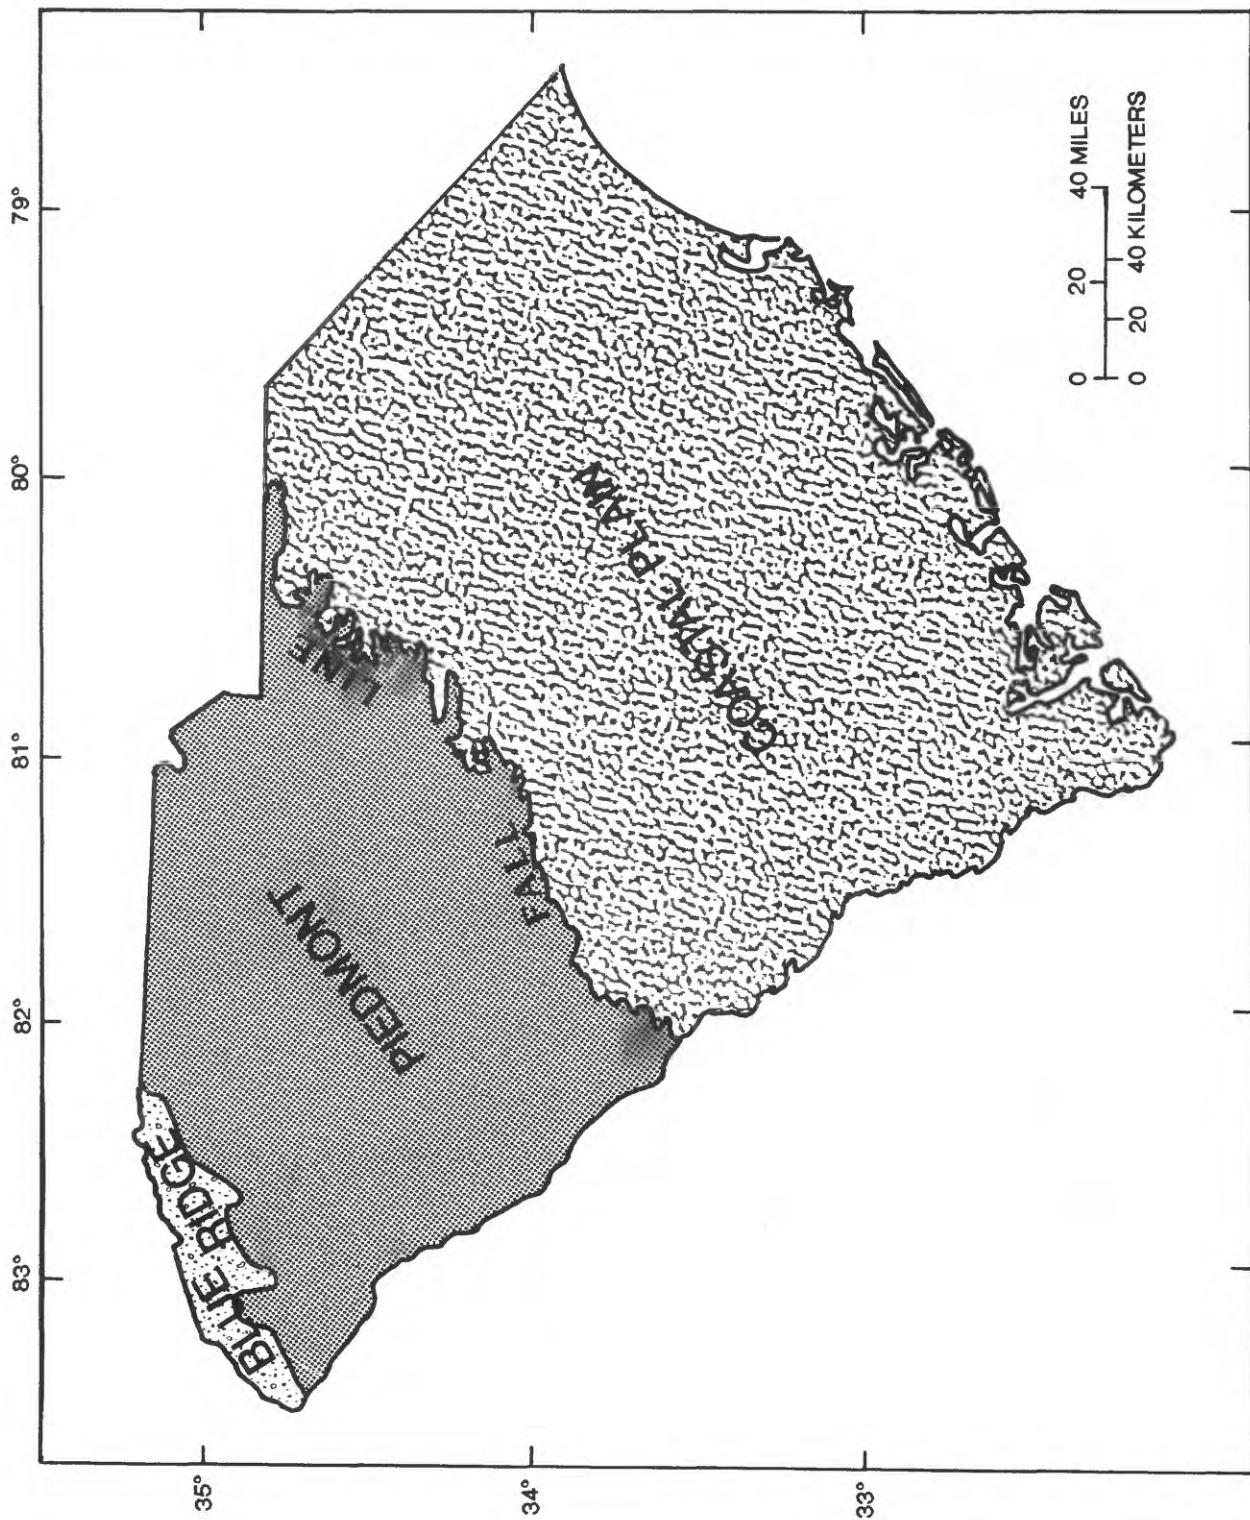 83° 82° 81° 80° 79°
35°
34°
33°
BLUE RIDGE
PIEDMONT
FALL LINE
COASTAL PLAIN
0 20 40 MILES
0 20 40 KILOMETERS